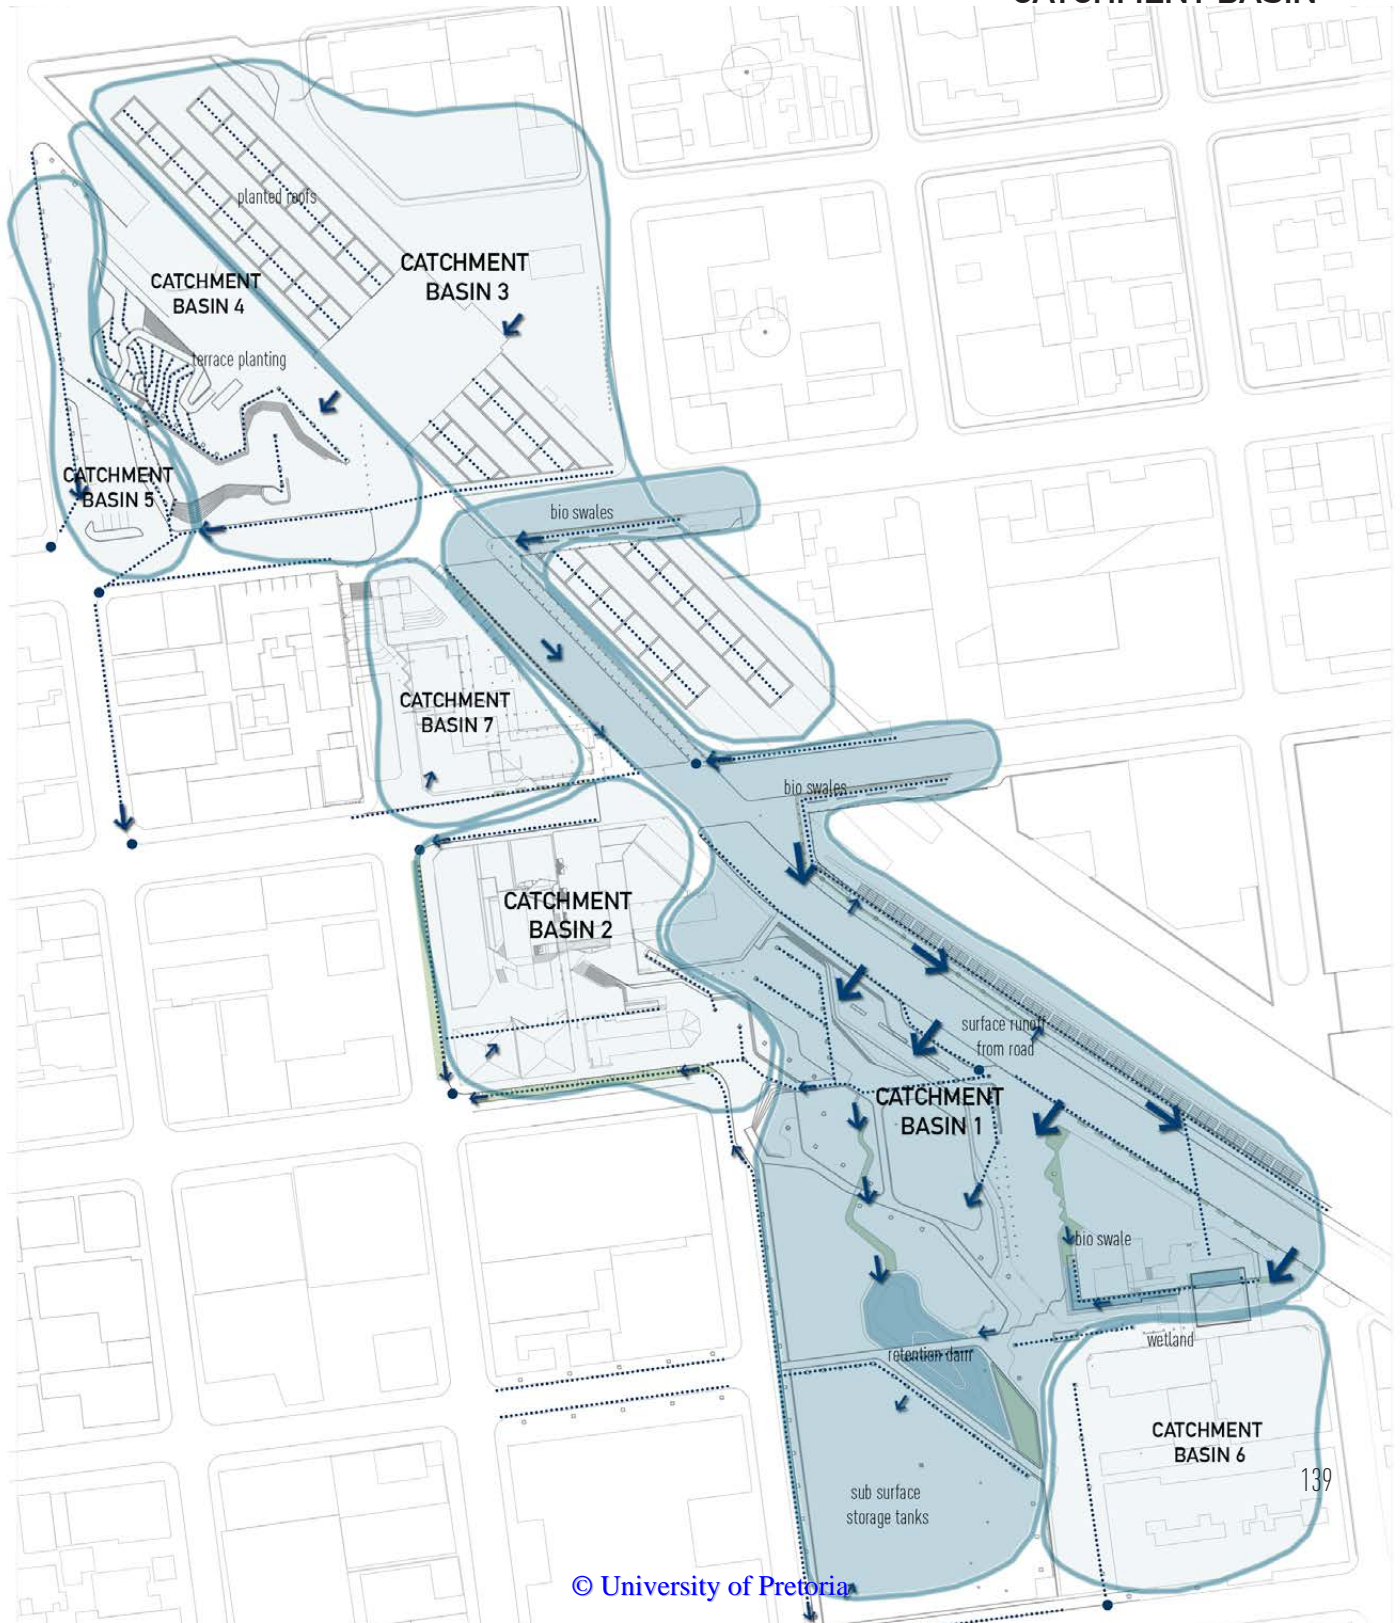 CATCHMENT BASIN
planted roofs
CATCHMENT
BASIN 3
CATCHMENT
BASIN 4
terrace planting
CATCHMENT
BASIN 5
bio swales
CATCHMENT
BASIN 7
bio swales
CATCHMENT
BASIN 2
surface runoff
from road
CATCHMENT
BASIN 1
bio swale
wetland
retention dam
CATCHMENT
BASIN 6
139
sub surface
storage tanks
© University of Pretoria